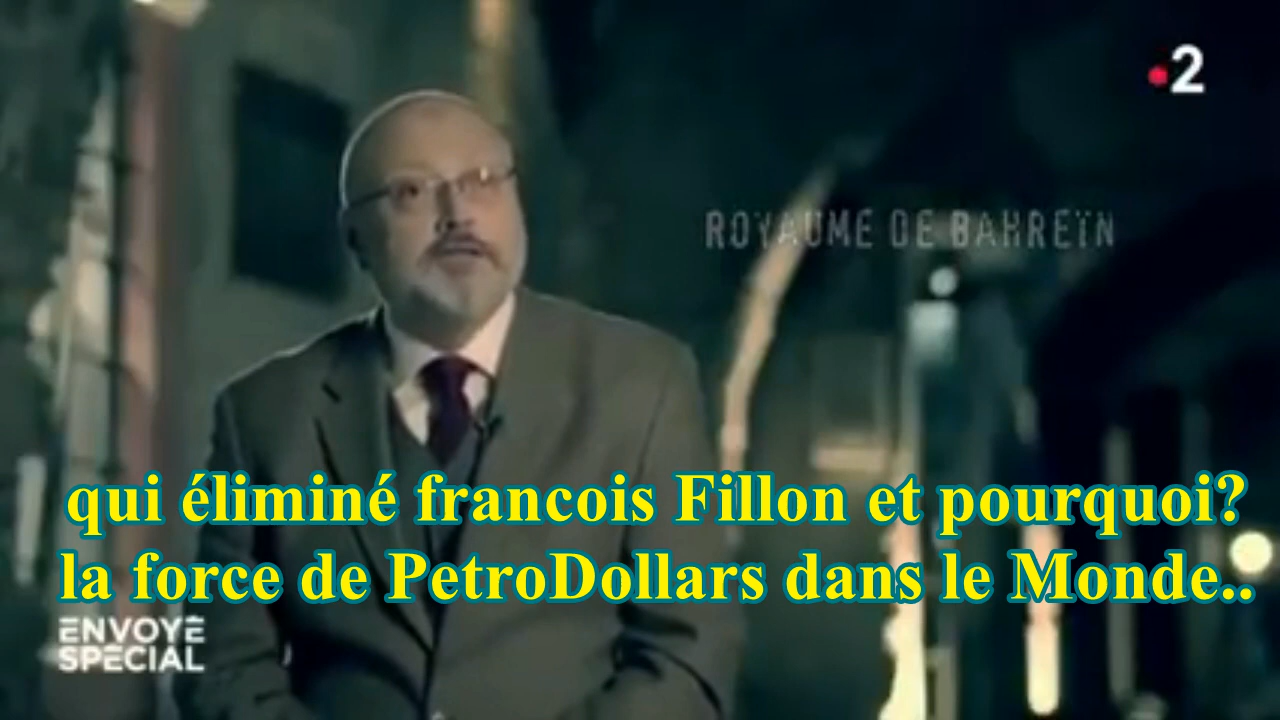 2
ROYAUME DE BAHREÏN
qui éliminé francois Fillon et pourquoi?
la force de PetroDollars dans le Monde..
ENVOYÉ
SPÉCIAL